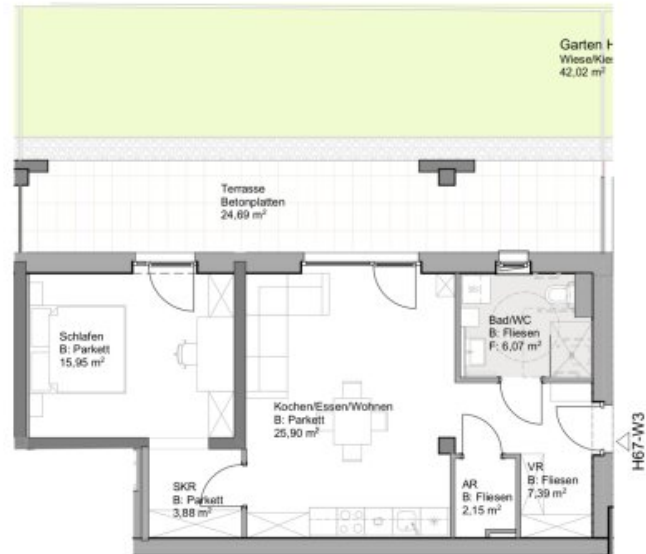 Garten H
Wiese/Kie
42,02 m²
Terrasse
Betonplatten
24,69 m²
Schlafen
B: Parkett
15,95 m²
Bad/WC
B: Fliesen
F: 6,07 m²
Kochen/Essen/Wohnen
B: Parkett
25,90 m²
H67-W3
SKR
B: Parkett
3,88 m²
AR
B: Fliesen
2,15 m²
VR
B: Fliesen
7,39 m²